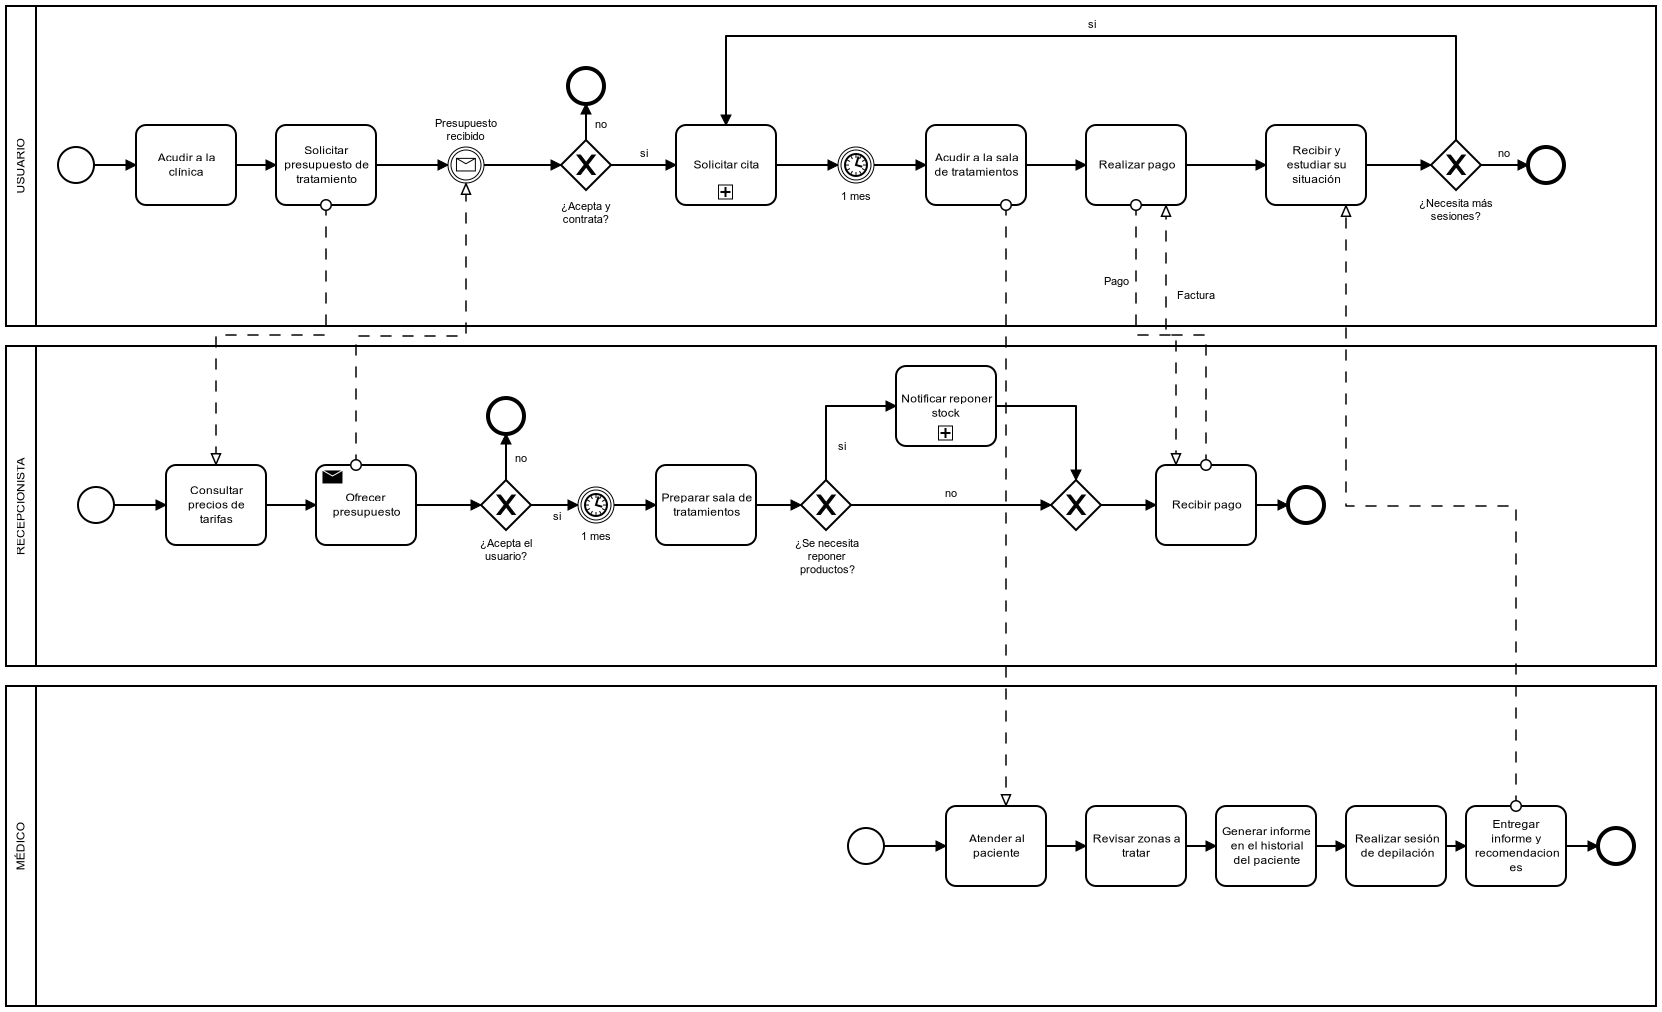 USUARIO
si
Acudir a la
clínica
Solicitar
presupuesto de
tratamiento
Presupuesto
recibido
no
¿Acepta y
contrata?
si
Solicitar cita
1 mes
Acudir a la sala
de tratamientos
Realizar pago
Recibir y
estudiar su
situación
¿Necesita más
sesiones?
no
Pago
Factura
RECEPCIONISTA
Consultar
precios de
tarifas
Ofrecer
presupuesto
no
¿Acepta el
usuario?
si
1 mes
Preparar sala de
tratamientos
¿Se necesita
reponer
productos?
si
Notificar reponer
stock
no
Recibir pago
MÉDICO
Atender al
paciente
Revisar zonas a
tratar
Generar informe
en el historial
del paciente
Realizar sesión
de depilación
Entregar
informe y
recomendacion
es